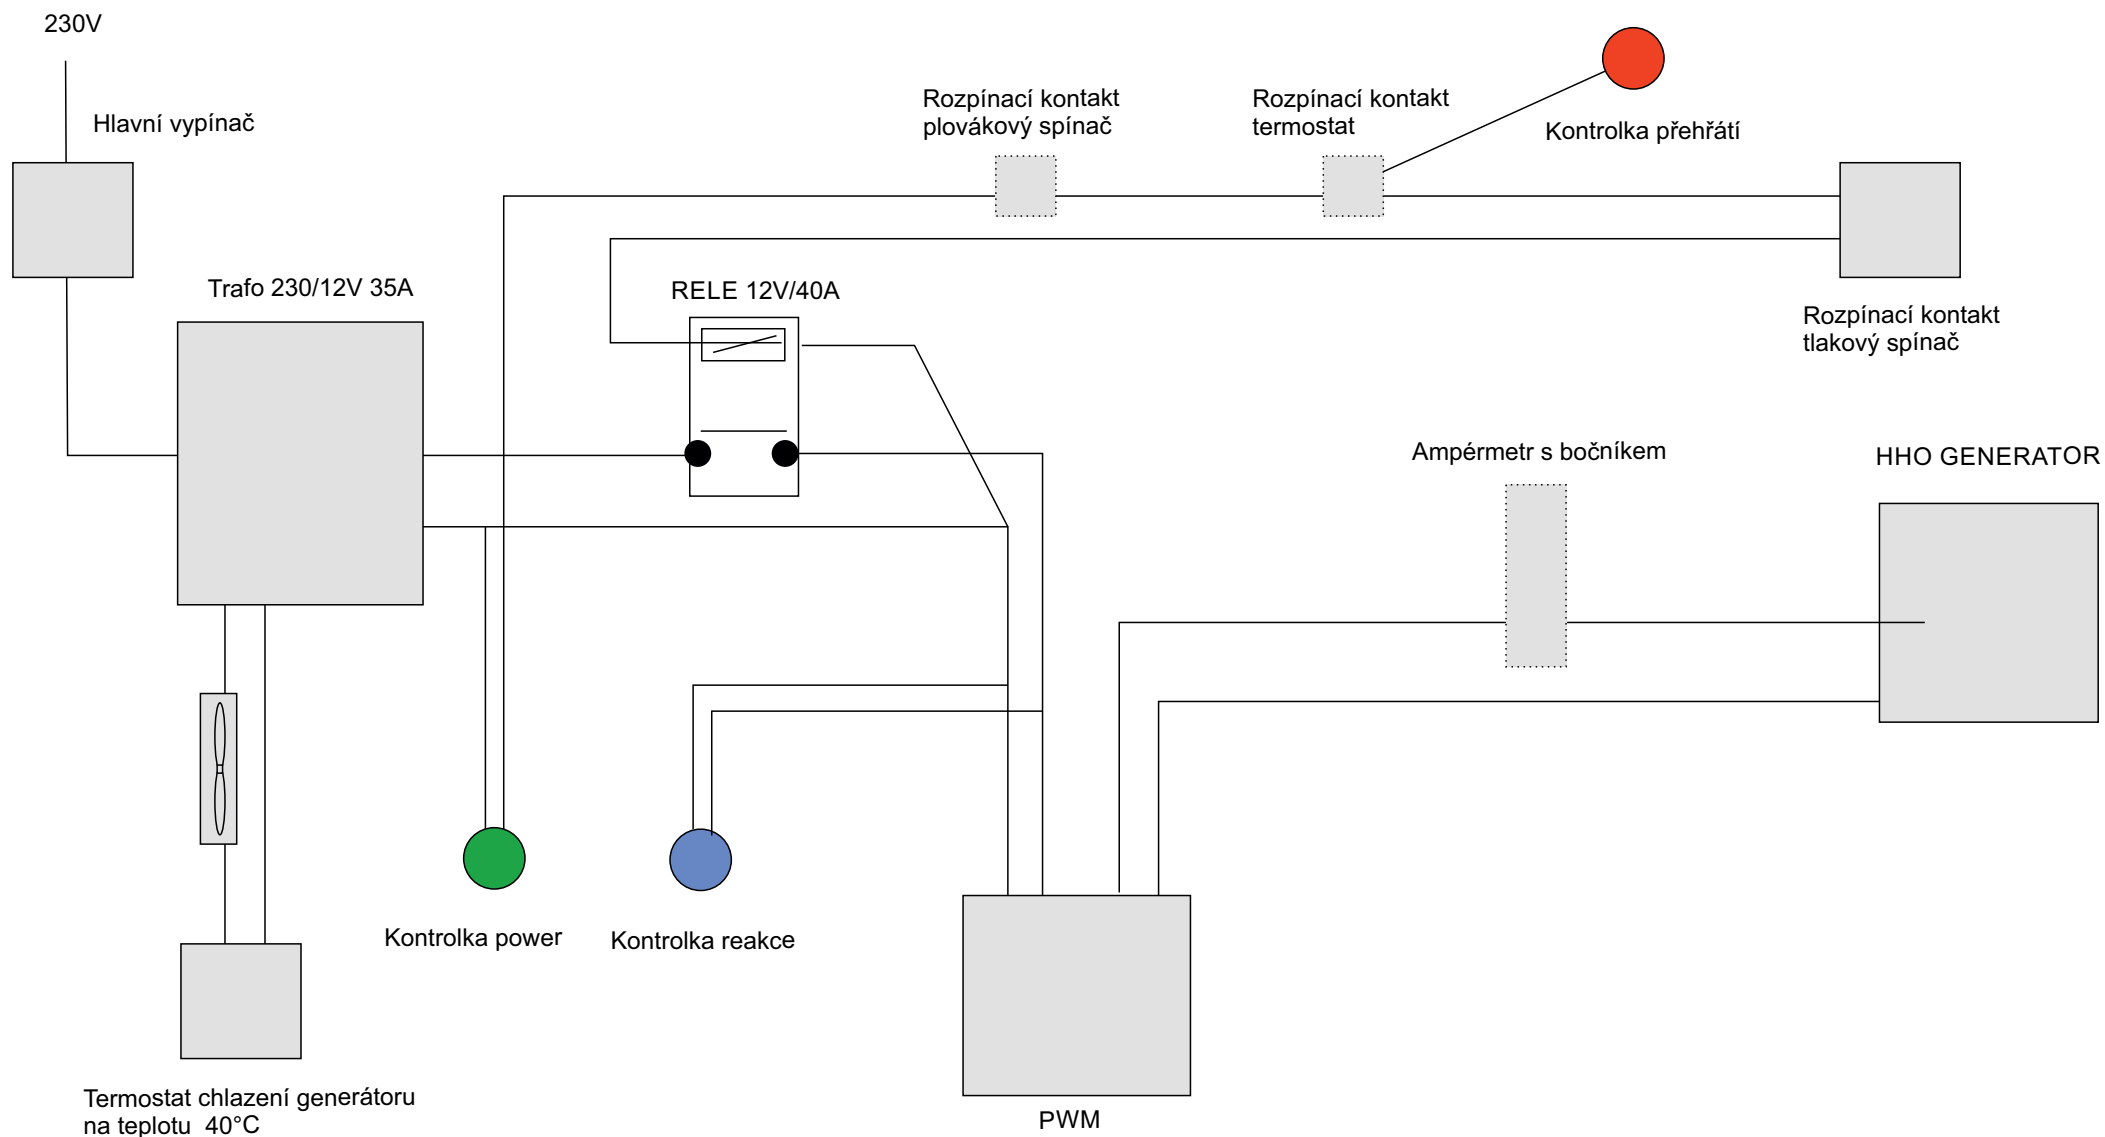 230V
Hlavní vypínač
Rozpínací kontakt
plovákový spínač
Rozpínací kontakt
termostat
Kontrolka přehřátí
Trafo 230/12V 35A
RELE 12V/40A
Rozpínací kontakt
tlakový spínač
Ampérmetr s bočníkem
HHO GENERATOR
Kontrolka power
Kontrolka reakce
Termostat chlazení generátoru
na teplotu  40°C
PWM